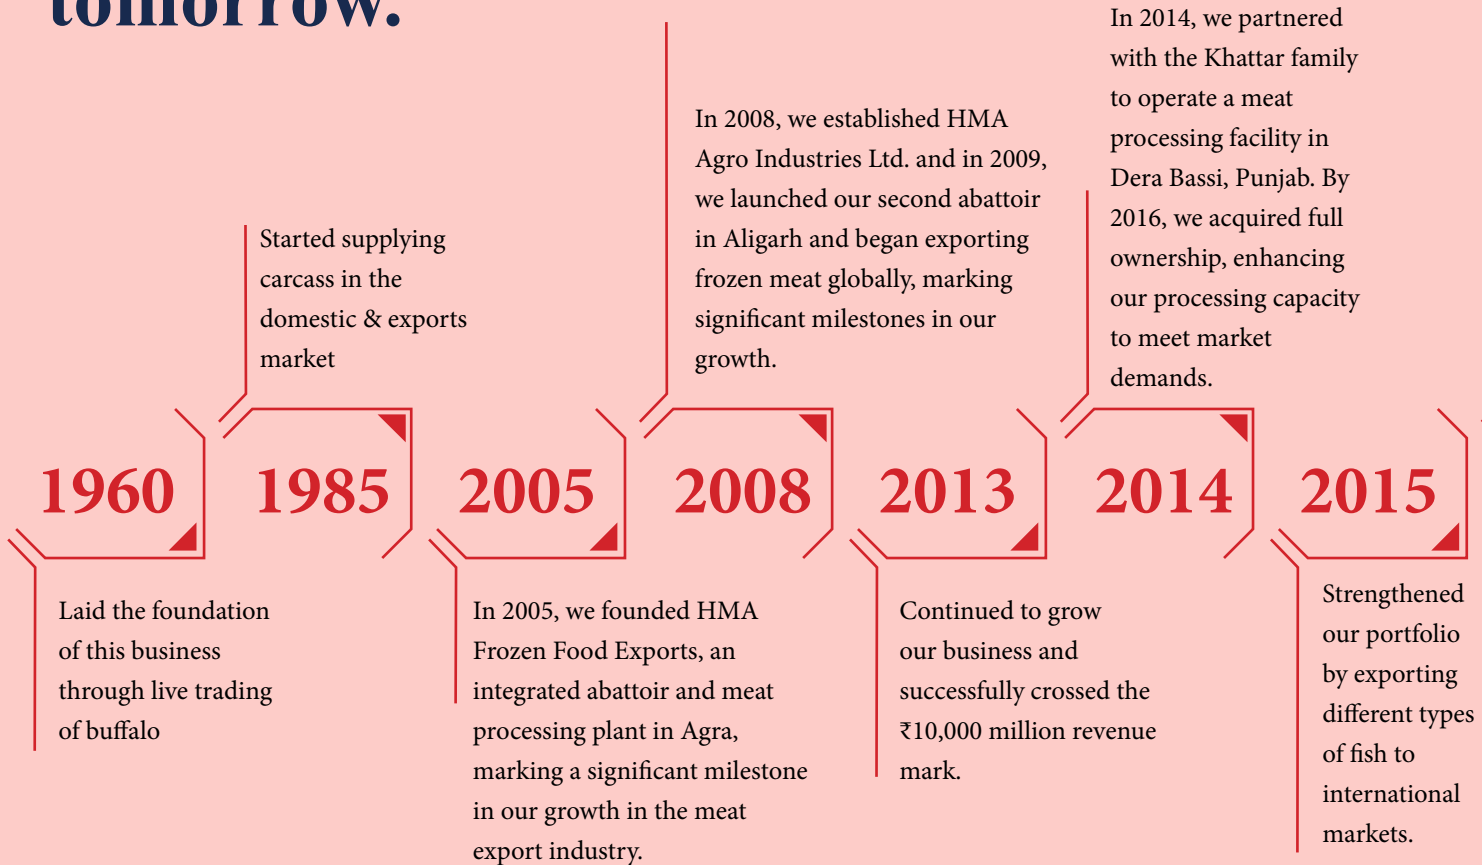 tomorrow.
1960
Laid the foundation
of this business
through live trading
of buffalo
Started supplying
carcass in the
domestic & exports
market
1985
2005
In 2005, we founded HMA
Frozen Food Exports, an
integrated abattoir and meat
processing plant in Agra,
marking a significant milestone
in our growth in the meat
export industry.
In 2008, we established HMA
Agro Industries Ltd. and in 2009,
we launched our second abattoir
in Aligarh and began exporting
frozen meat globally, marking
significant milestones in our
growth.
2008
2013
Continued to grow
our business and
successfully crossed the
₹10,000 million revenue
mark.
In 2014, we partnered
with the Khattar family
to operate a meat
processing facility in
Dera Bassi, Punjab. By
2016, we acquired full
ownership, enhancing
our processing capacity
to meet market
demands.
2014
2015
Strengthened
our portfolio
by exporting
different types
of fish to
international
markets.